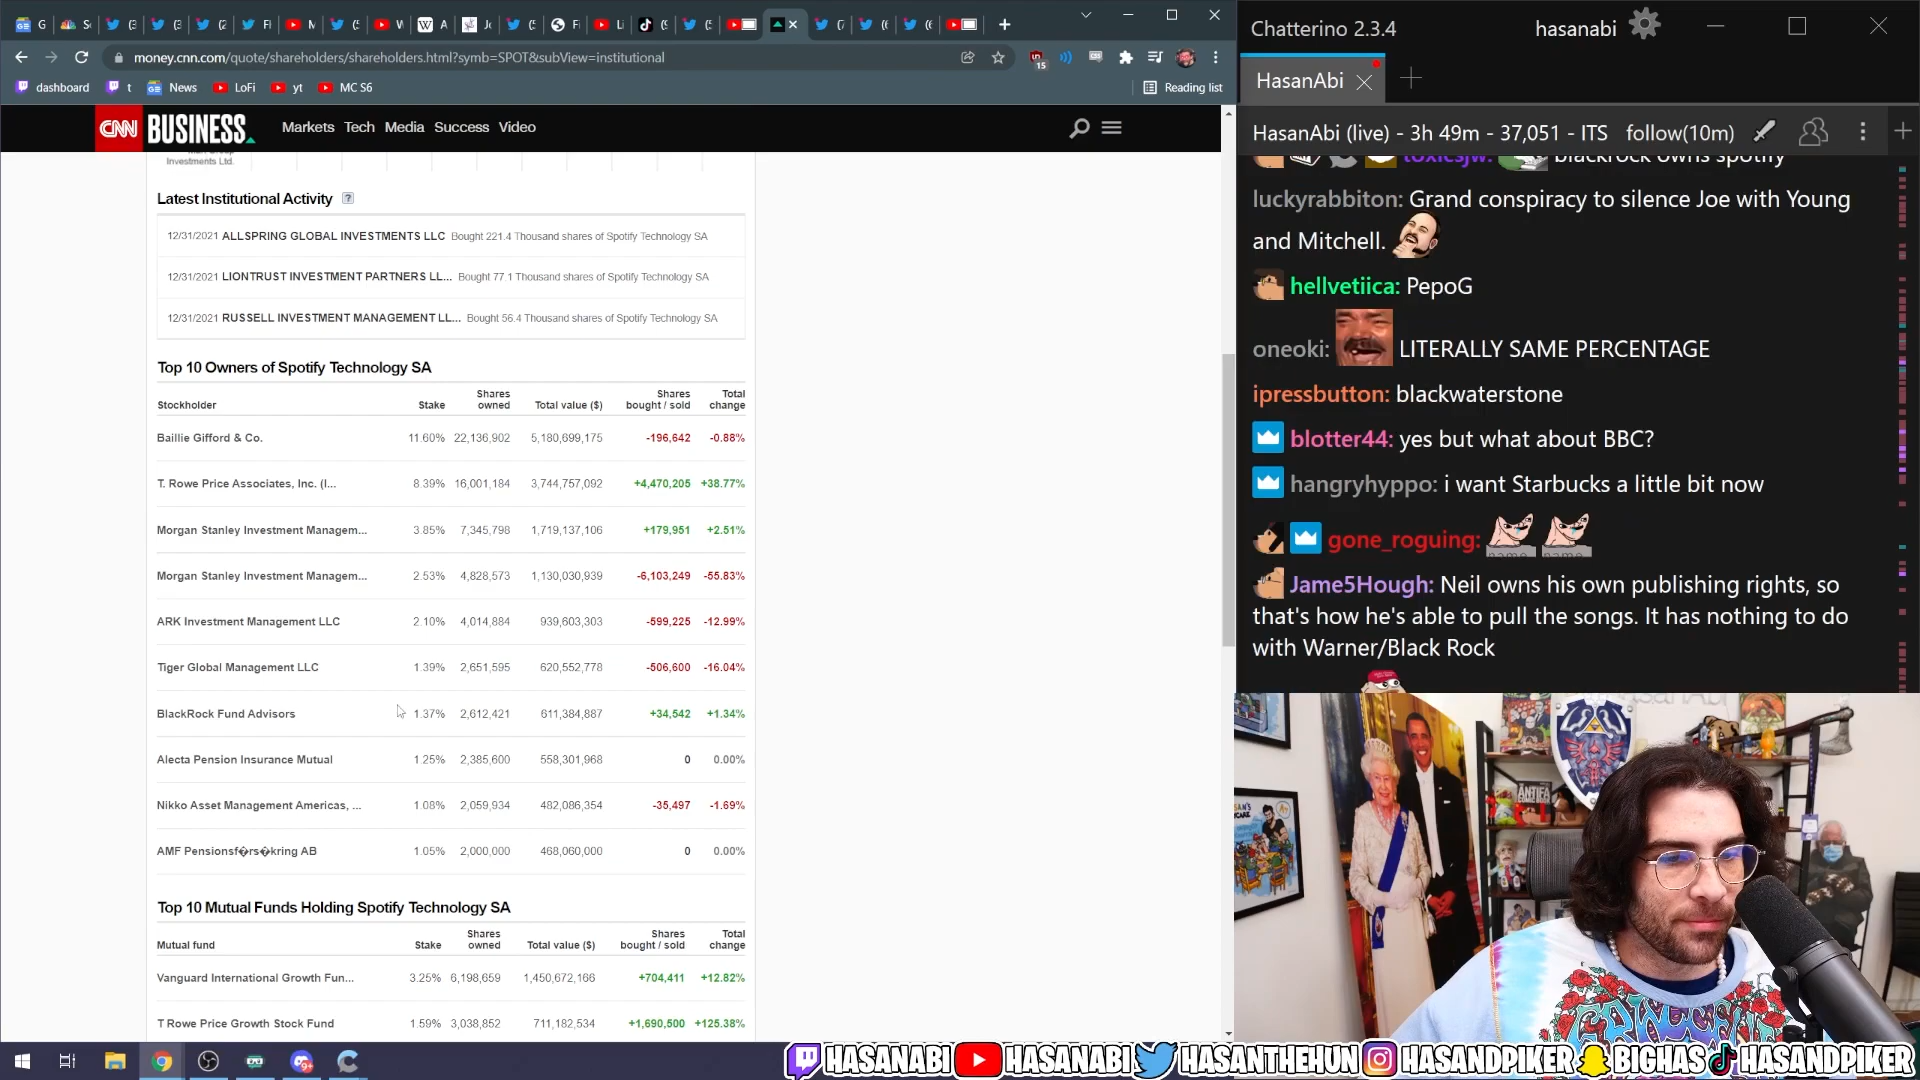 money.cnn.com/quote/shareholders/shareholders.html?symb=SPOT&subView=institutional
15
dashboard
t
News
LoFi
yt
MC S6
Reading list
CNN BUSINESS
Markets Tech Media Success Video
Investments Ltd.
Latest Institutional Activity ?
12/31/2021 ALLSPRING GLOBAL INVESTMENTS LLC Bought 221.4 Thousand shares of Spotify Technology SA
12/31/2021 LIONTRUST INVESTMENT PARTNERS LL... Bought 77.1 Thousand shares of Spotify Technology SA
12/31/2021 RUSSELL INVESTMENT MANAGEMENT LL... Bought 56.4 Thousand shares of Spotify Technology SA
Top 10 Owners of Spotify Technology SA
Stockholder Stake Shares owned Total value ($) Shares bought / sold Total change
Baillie Gifford & Co. 11.60% 22,136,902 5,180,699,175 -196,642 -0.88%
T. Rowe Price Associates, Inc. (I... 8.39% 16,001,184 3,744,757,092 +4,470,205 +38.77%
Morgan Stanley Investment Managem... 3.85% 7,345,798 1,719,137,106 +179,951 +2.51%
Morgan Stanley Investment Managem... 2.53% 4,828,573 1,130,030,939 -6,103,249 -55.83%
ARK Investment Management LLC 2.10% 4,014,884 939,603,303 -599,225 -12.99%
Tiger Global Management LLC 1.39% 2,651,595 620,552,778 -506,600 -16.04%
BlackRock Fund Advisors 1.37% 2,612,421 611,384,887 +34,542 +1.34%
Alecta Pension Insurance Mutual 1.25% 2,385,600 558,301,968 0 0.00%
Nikko Asset Management Americas, ... 1.08% 2,059,934 482,086,354 -35,497 -1.69%
AMF Pensionsf�rs�kring AB 1.05% 2,000,000 468,060,000 0 0.00%
Top 10 Mutual Funds Holding Spotify Technology SA
Mutual fund Stake Shares owned Total value ($) Shares bought / sold Total change
Vanguard International Growth Fun... 3.25% 6,198,659 1,450,672,166 +704,411 +12.82%
T Rowe Price Growth Stock Fund 1.59% 3,038,852 711,182,534 +1,690,500 +125.38%
Chatterino 2.3.4
hasanabi
HasanAbi
HasanAbi (live) - 3h 49m - 37,051 - ITS follow(10m)
toxicsjw: blackrock owns spotify
luckyrabbiton: Grand conspiracy to silence Joe with Young
and Mitchell.
hellvetiica: PepoG
oneoki: LITERALLY SAME PERCENTAGE
ipressbutton: blackwaterstone
blotter44: yes but what about BBC?
hangryhyppo: i want Starbucks a little bit now
gone_roguing:
Jame5Hough: Neil owns his own publishing rights, so
that's how he's able to pull the songs. It has nothing to do
with Warner/Black Rock
ANTIFA
HASANABI HASANABI HASANTHEHUN HASANDPIKER BIGHAS HASANDPIKER